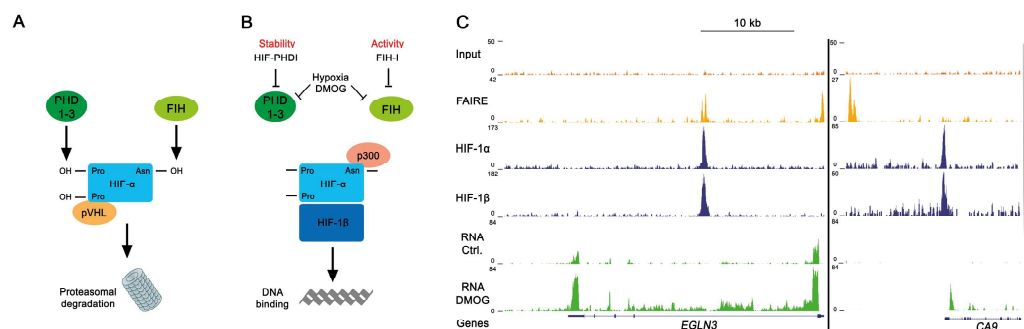 A
B
C
PHD
1-3
FIH
OH
Pro
Asn
OH
HIF-α
OH
Pro
pVHL
Proteasomal
degradation
Stability
HIF-PHDI
Activity
FIH-I
Hypoxia
DMOG
PHD
1-3
FIH
p300
Pro
Asn
HIF-α
Pro
HIF-1β
DNA
binding
10 kb
Input
50
0
50
0
FAIRE
42
0
27
0
HIF-1α
173
0
85
0
HIF-1β
182
0
60
0
RNA
Ctrl.
84
0
94
0
RNA
DMOG
84
0
94
0
Genes
EGLN3
CA9